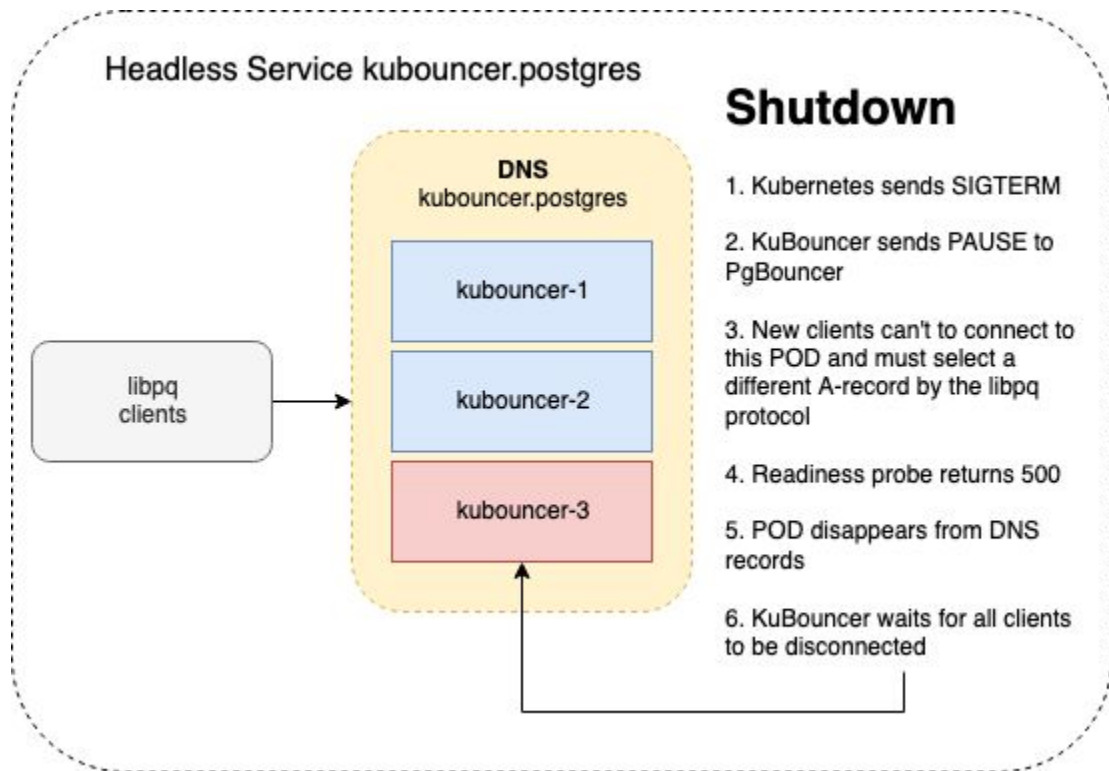 Headless Service kubouncer.postgres
Shutdown
DNS
kubouncer.postgres
kubouncer-1
kubouncer-2
kubouncer-3
libpq
clients
1. Kubernetes sends SIGTERM
2. KuBouncer sends PAUSE to
PgBouncer
3. New clients can't to connect to
this POD and must select a
different A-record by the libpq
protocol
4. Readiness probe returns 500
5. POD disappears from DNS
records
6. KuBouncer waits for all clients
to be disconnected